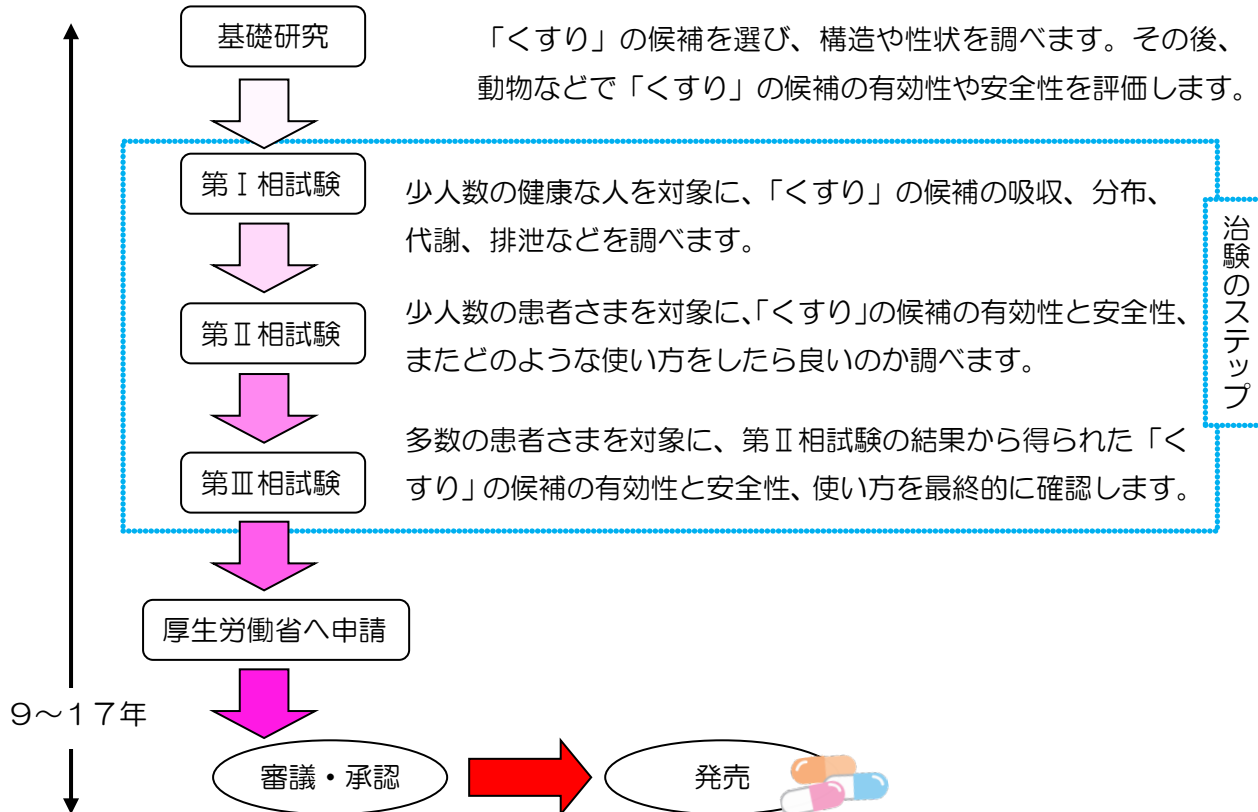 基礎研究
「くすり」の候補を選び、構造や性状を調べます。その後、
動物などで「くすり」の候補の有効性や安全性を評価します。
第Ⅰ相試験
少人数の健康な人を対象に、「くすり」の候補の吸収、分布、
代謝、排泄などを調べます。
第Ⅱ相試験
少人数の患者さまを対象に、「くすり」の候補の有効性と安全性、
またどのような使い方をしたら良いのか調べます。
第Ⅲ相試験
多数の患者さまを対象に、第Ⅱ相試験の結果から得られた「く
すり」の候補の有効性と安全性、使い方を最終的に確認します。
治験のステップ
厚生労働省へ申請
９～１７年
審議・承認
発売